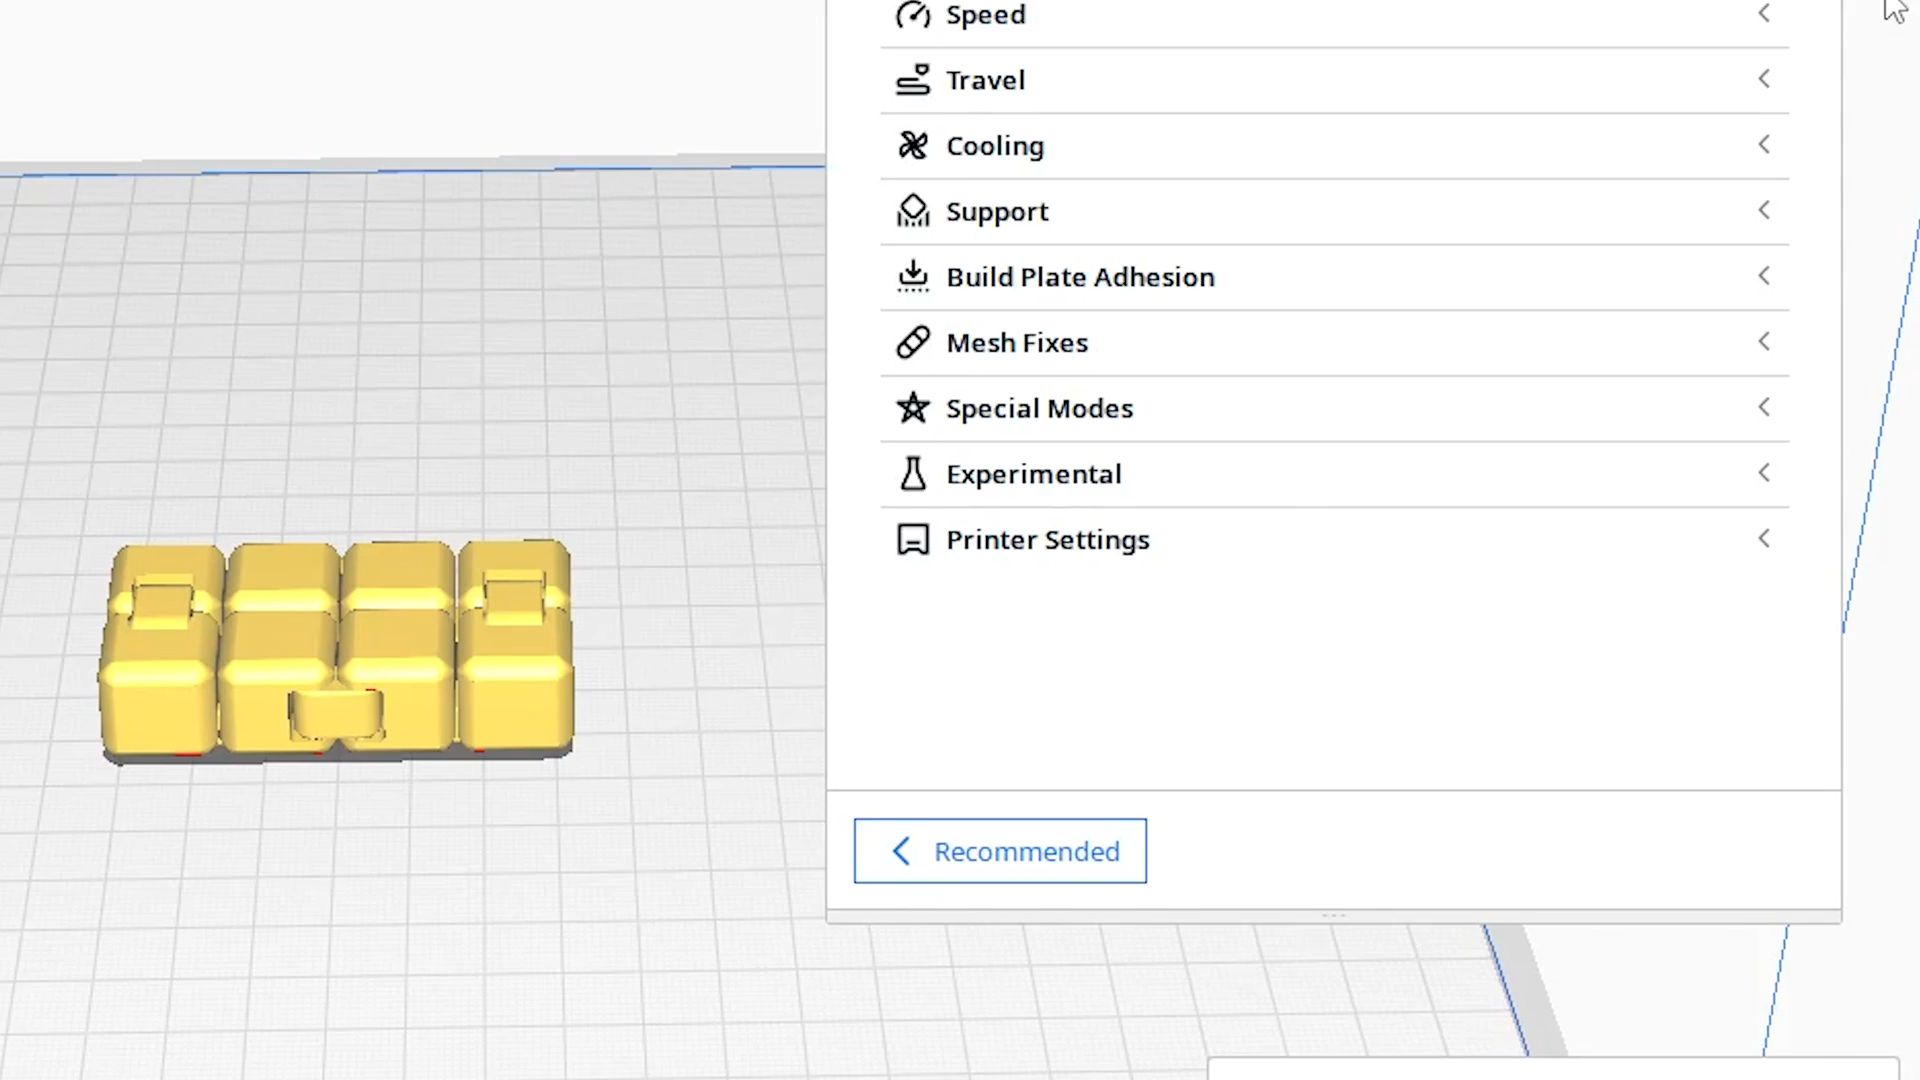 Speed
Travel
Cooling
Support
Build Plate Adhesion
Mesh Fixes
Special Modes
Experimental
Printer Settings
Recommended